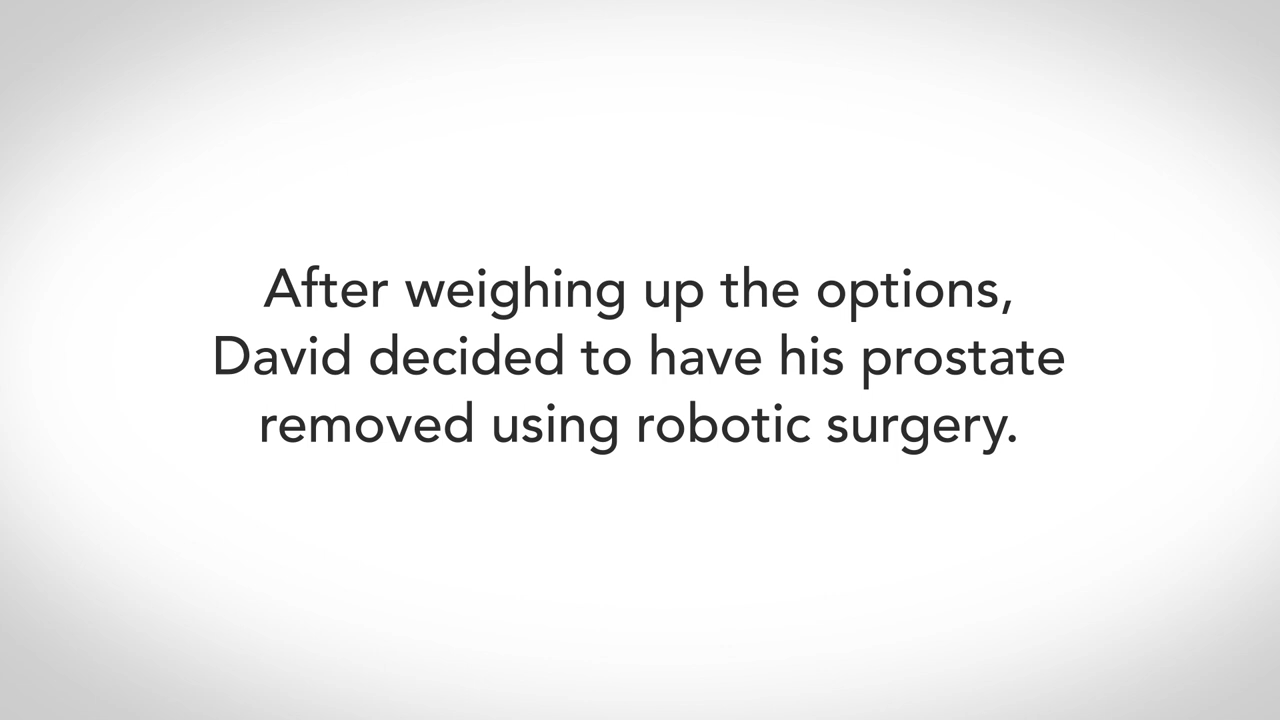 After weighing up the options,
David decided to have his prostate
removed using robotic surgery.